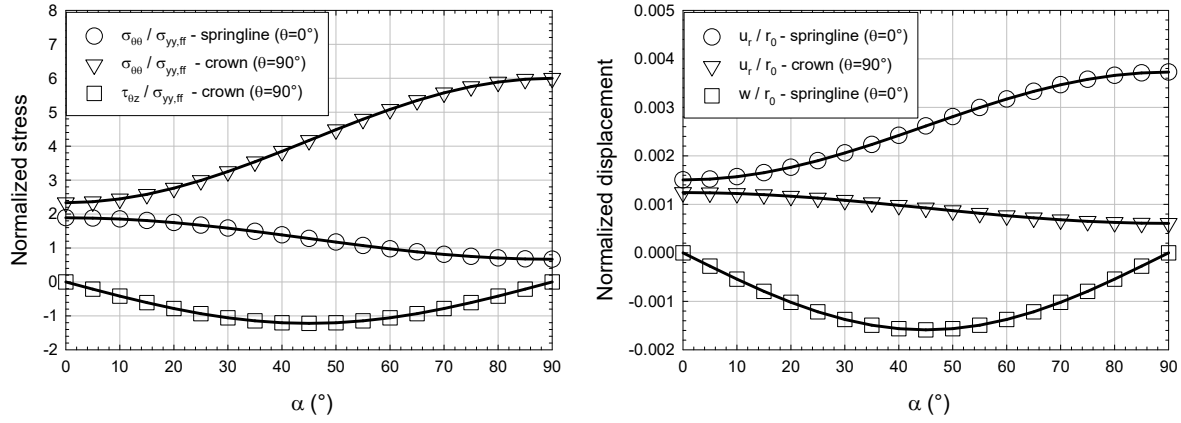 8
7
6
5
4
3
2
1
0
-1
-2
Normalized stress
σθθ / σyy,ff - springline (θ=0°)
σθθ / σyy,ff - crown (θ=90°)
τθz / σyy,ff - crown (θ=90°)
0 10 20 30 40 50 60 70 80 90
α (°)
0.005
0.004
0.003
0.002
0.001
0.000
-0.001
-0.002
Normalized displacement
ur / r0 - springline (θ=0°)
ur / r0 - crown (θ=90°)
w / r0 - springline (θ=0°)
0 10 20 30 40 50 60 70 80 90
α (°)